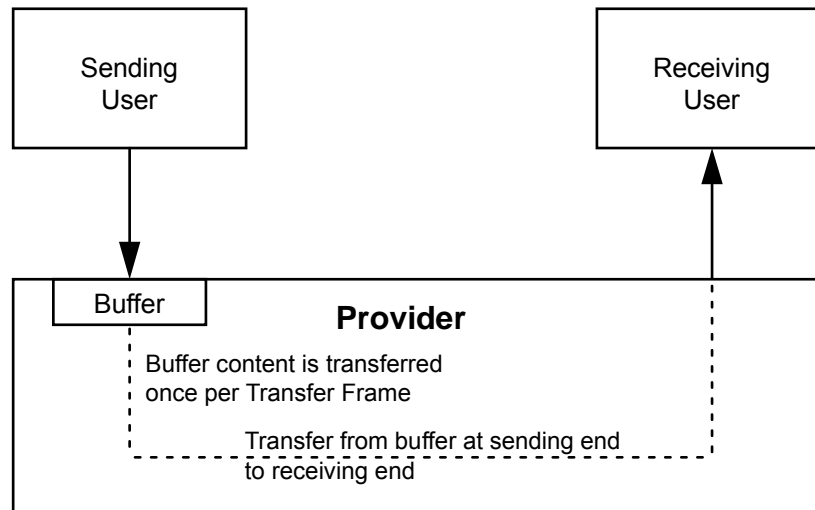 Sending
User
Receiving
User
Buffer
Provider
Buffer content is transferred
once per Transfer Frame
Transfer from buffer at sending end
to receiving end